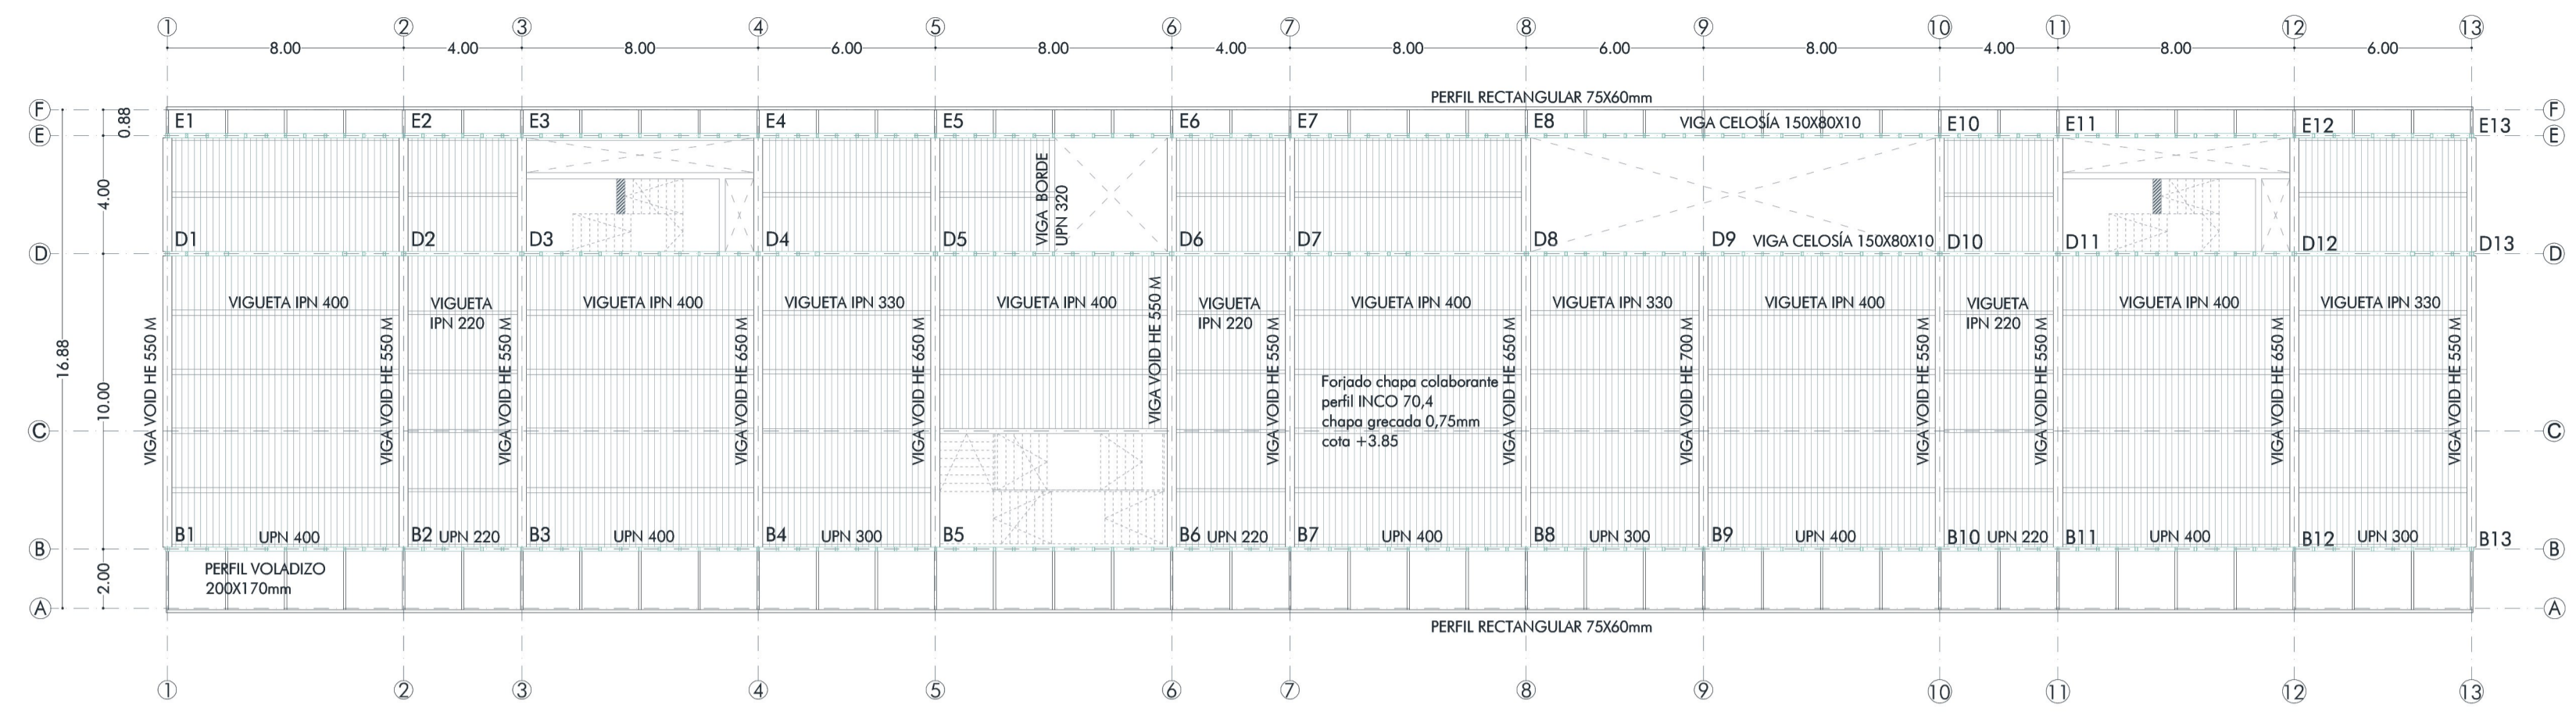 1 2 3 4 5 6 7 8 9 10 11 12 13
8.00 4.00 8.00 6.00 8.00 4.00 8.00 6.00 8.00 4.00 8.00 6.00
PERFIL RECTANGULAR 75X60mm
F F
0.88
E1 E2 E3 E4 E5 E6 E7 E8 VIGA CELOSÍA 150X80X10 E10 E11 E12 E13
E E
4.00
VIGA BORDE
UPN 320
D1 D2 D3 D4 D5 D6 D7 D8 D9 VIGA CELOSÍA 150X80X10 D10 D11 D12 D13
D D
VIGUETA IPN 400
VIGUETA
IPN 220
VIGUETA IPN 400
VIGUETA IPN 330
VIGUETA IPN 400
VIGUETA
IPN 220
VIGUETA IPN 400
VIGUETA IPN 330
VIGUETA IPN 400
VIGUETA
IPN 220
VIGUETA IPN 400
VIGUETA IPN 330
16.88
10.00
VIGA VOID HE 550 M
VIGA VOID HE 550 M
VIGA VOID HE 550 M
VIGA VOID HE 650 M
VIGA VOID HE 650 M
VIGA VOID HE 550 M
VIGA VOID HE 550 M
VIGA VOID HE 650 M
VIGA VOID HE 700 M
VIGA VOID HE 550 M
VIGA VOID HE 550 M
VIGA VOID HE 650 M
VIGA VOID HE 550 M
Forjado chapa colaborante
perfil INCO 70,4
chapa grecada 0,75mm
cota +3.85
C C
B1 UPN 400 B2 UPN 220 B3 UPN 400 B4 UPN 300 B5 B6 UPN 220 B7 UPN 400 B8 UPN 300 B9 UPN 400 B10 UPN 220 B11 UPN 400 B12 UPN 300 B13
B B
2.00
PERFIL VOLADIZO
200X170mm
A A
PERFIL RECTANGULAR 75X60mm
1 2 3 4 5 6 7 8 9 10 11 12 13